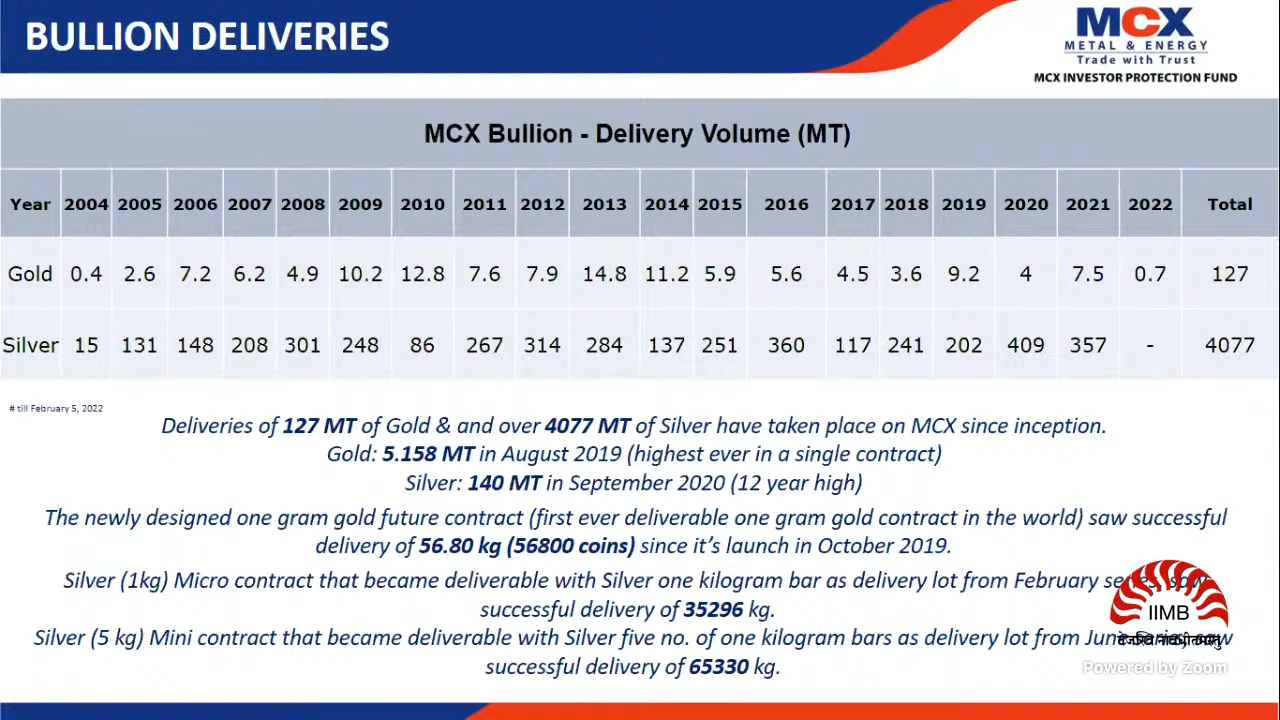 BULLION DELIVERIES
MCX
METAL & ENERGY
Trade with Trust
MCX INVESTOR PROTECTION FUND
MCX Bullion - Delivery Volume (MT)
Year 2004 2005 2006 2007 2008 2009 2010 2011 2012 2013 2014 2015 2016 2017 2018 2019 2020 2021 2022 Total
Gold 0.4 2.6 7.2 6.2 4.9 10.2 12.8 7.6 7.9 14.8 11.2 5.9 5.6 4.5 3.6 9.2 4 7.5 0.7 127
Silver 15 131 148 208 301 248 86 267 314 284 137 251 360 117 241 202 409 357 - 4077
# till February 5, 2022
Deliveries of 127 MT of Gold & and over 4077 MT of Silver have taken place on MCX since inception.
Gold: 5.158 MT in August 2019 (highest ever in a single contract)
Silver: 140 MT in September 2020 (12 year high)
The newly designed one gram gold future contract (first ever deliverable one gram gold contract in the world) saw successful
delivery of 56.80 kg (56800 coins) since it's launch in October 2019.
Silver (1kg) Micro contract that became deliverable with Silver one kilogram bar as delivery lot from February series, saw
successful delivery of 35296 kg.
IIMB
Silver (5 kg) Mini contract that became deliverable with Silver five no. of one kilogram bars as delivery lot from June
successful delivery of 65330 kg.
Powered by Zoom